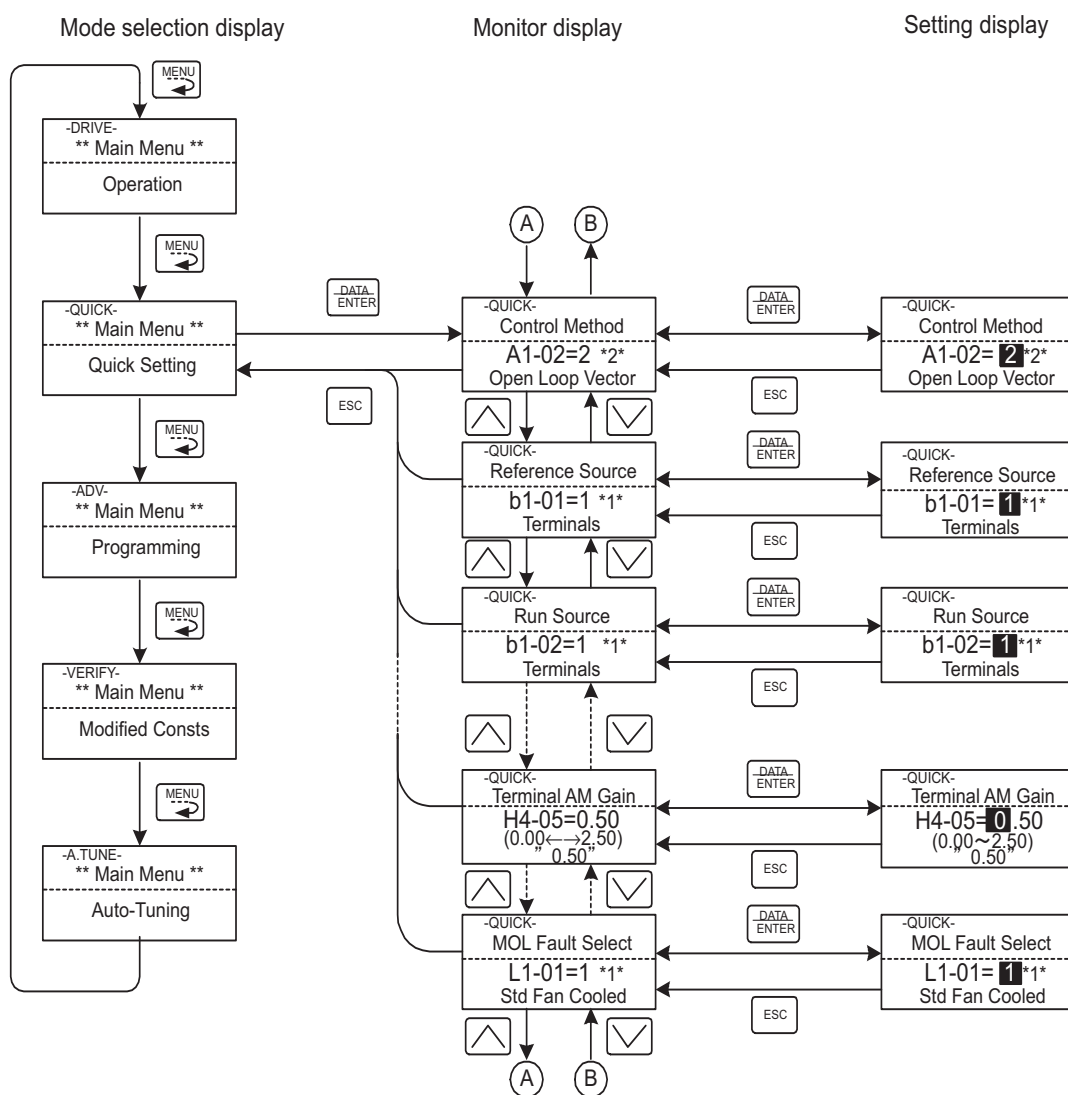 Mode selection display
Monitor display
Setting display
MENU
-DRIVE-
** Main Menu **
Operation
MENU
-QUICK-
** Main Menu **
Quick Setting
MENU
-ADV-
** Main Menu **
Programming
MENU
-VERIFY-
** Main Menu **
Modified Consts
MENU
-A.TUNE-
** Main Menu **
Auto-Tuning
DATA
ENTER
ESC
A
B
-QUICK-
Control Method
A1-02=2 *2*
Open Loop Vector
DATA
ENTER
ESC
-QUICK-
Control Method
A1-02= 2 *2*
Open Loop Vector
-QUICK-
Reference Source
b1-01=1 *1*
Terminals
DATA
ENTER
ESC
-QUICK-
Reference Source
b1-01= 1 *1*
Terminals
-QUICK-
Run Source
b1-02=1 *1*
Terminals
DATA
ENTER
ESC
-QUICK-
Run Source
b1-02= 1 *1*
Terminals
-QUICK-
Terminal AM Gain
H4-05=0.50
(0.00←→2.50)
” 0.50”
DATA
ENTER
ESC
-QUICK-
Terminal AM Gain
H4-05= 0 .50
(0.00～2.50)
” 0.50”
-QUICK-
MOL Fault Select
L1-01=1 *1*
Std Fan Cooled
DATA
ENTER
ESC
-QUICK-
MOL Fault Select
L1-01= 1 *1*
Std Fan Cooled
A
B